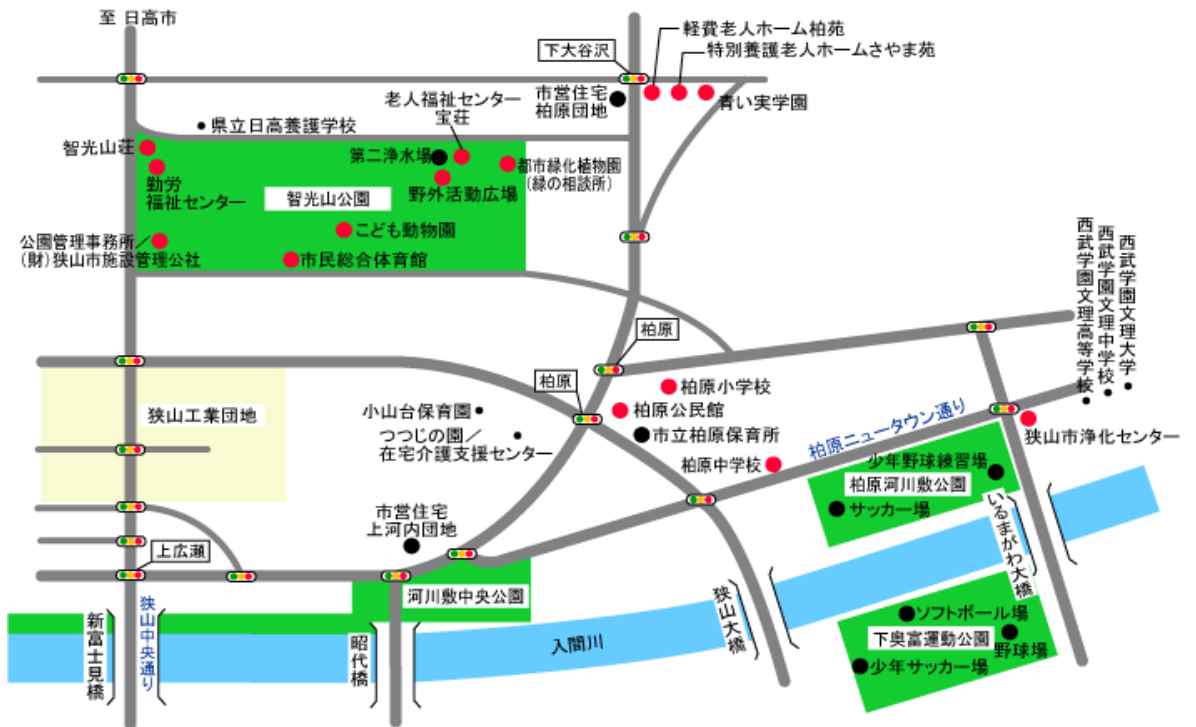 至 日高市
下大谷沢
軽費老人ホーム柏苑
特別養護老人ホームさやま苑
市営住宅
柏原団地
青い実学園
老人福祉センター
宝荘
県立日高養護学校
智光山荘
第二浄水場
都市緑化植物園
(緑の相談所)
勤労
福祉センター
智光山公園
野外活動広場
こども動物園
公園管理事務所/
(財)狭山市施設管理公社
市民総合体育館
西武学園文理高等学校
西武学園文理中学校
西武学園文理大学
柏原
柏原
狭山工業団地
小山台保育園
つつじの園/
在宅介護支援センター
柏原小学校
柏原公民館
市立柏原保育所
柏原中学校
柏原ニュータウン通り
狭山市浄化センター
少年野球練習場
柏原河川敷公園
サッカー場
いるまがわ大橋
市営住宅
上河内団地
上広瀬
河川敷中央公園
新富士見橋
狭山中央通り
昭代橋
入間川
狭山大橋
ソフトボール場
下奥富運動公園
野球場
少年サッカー場